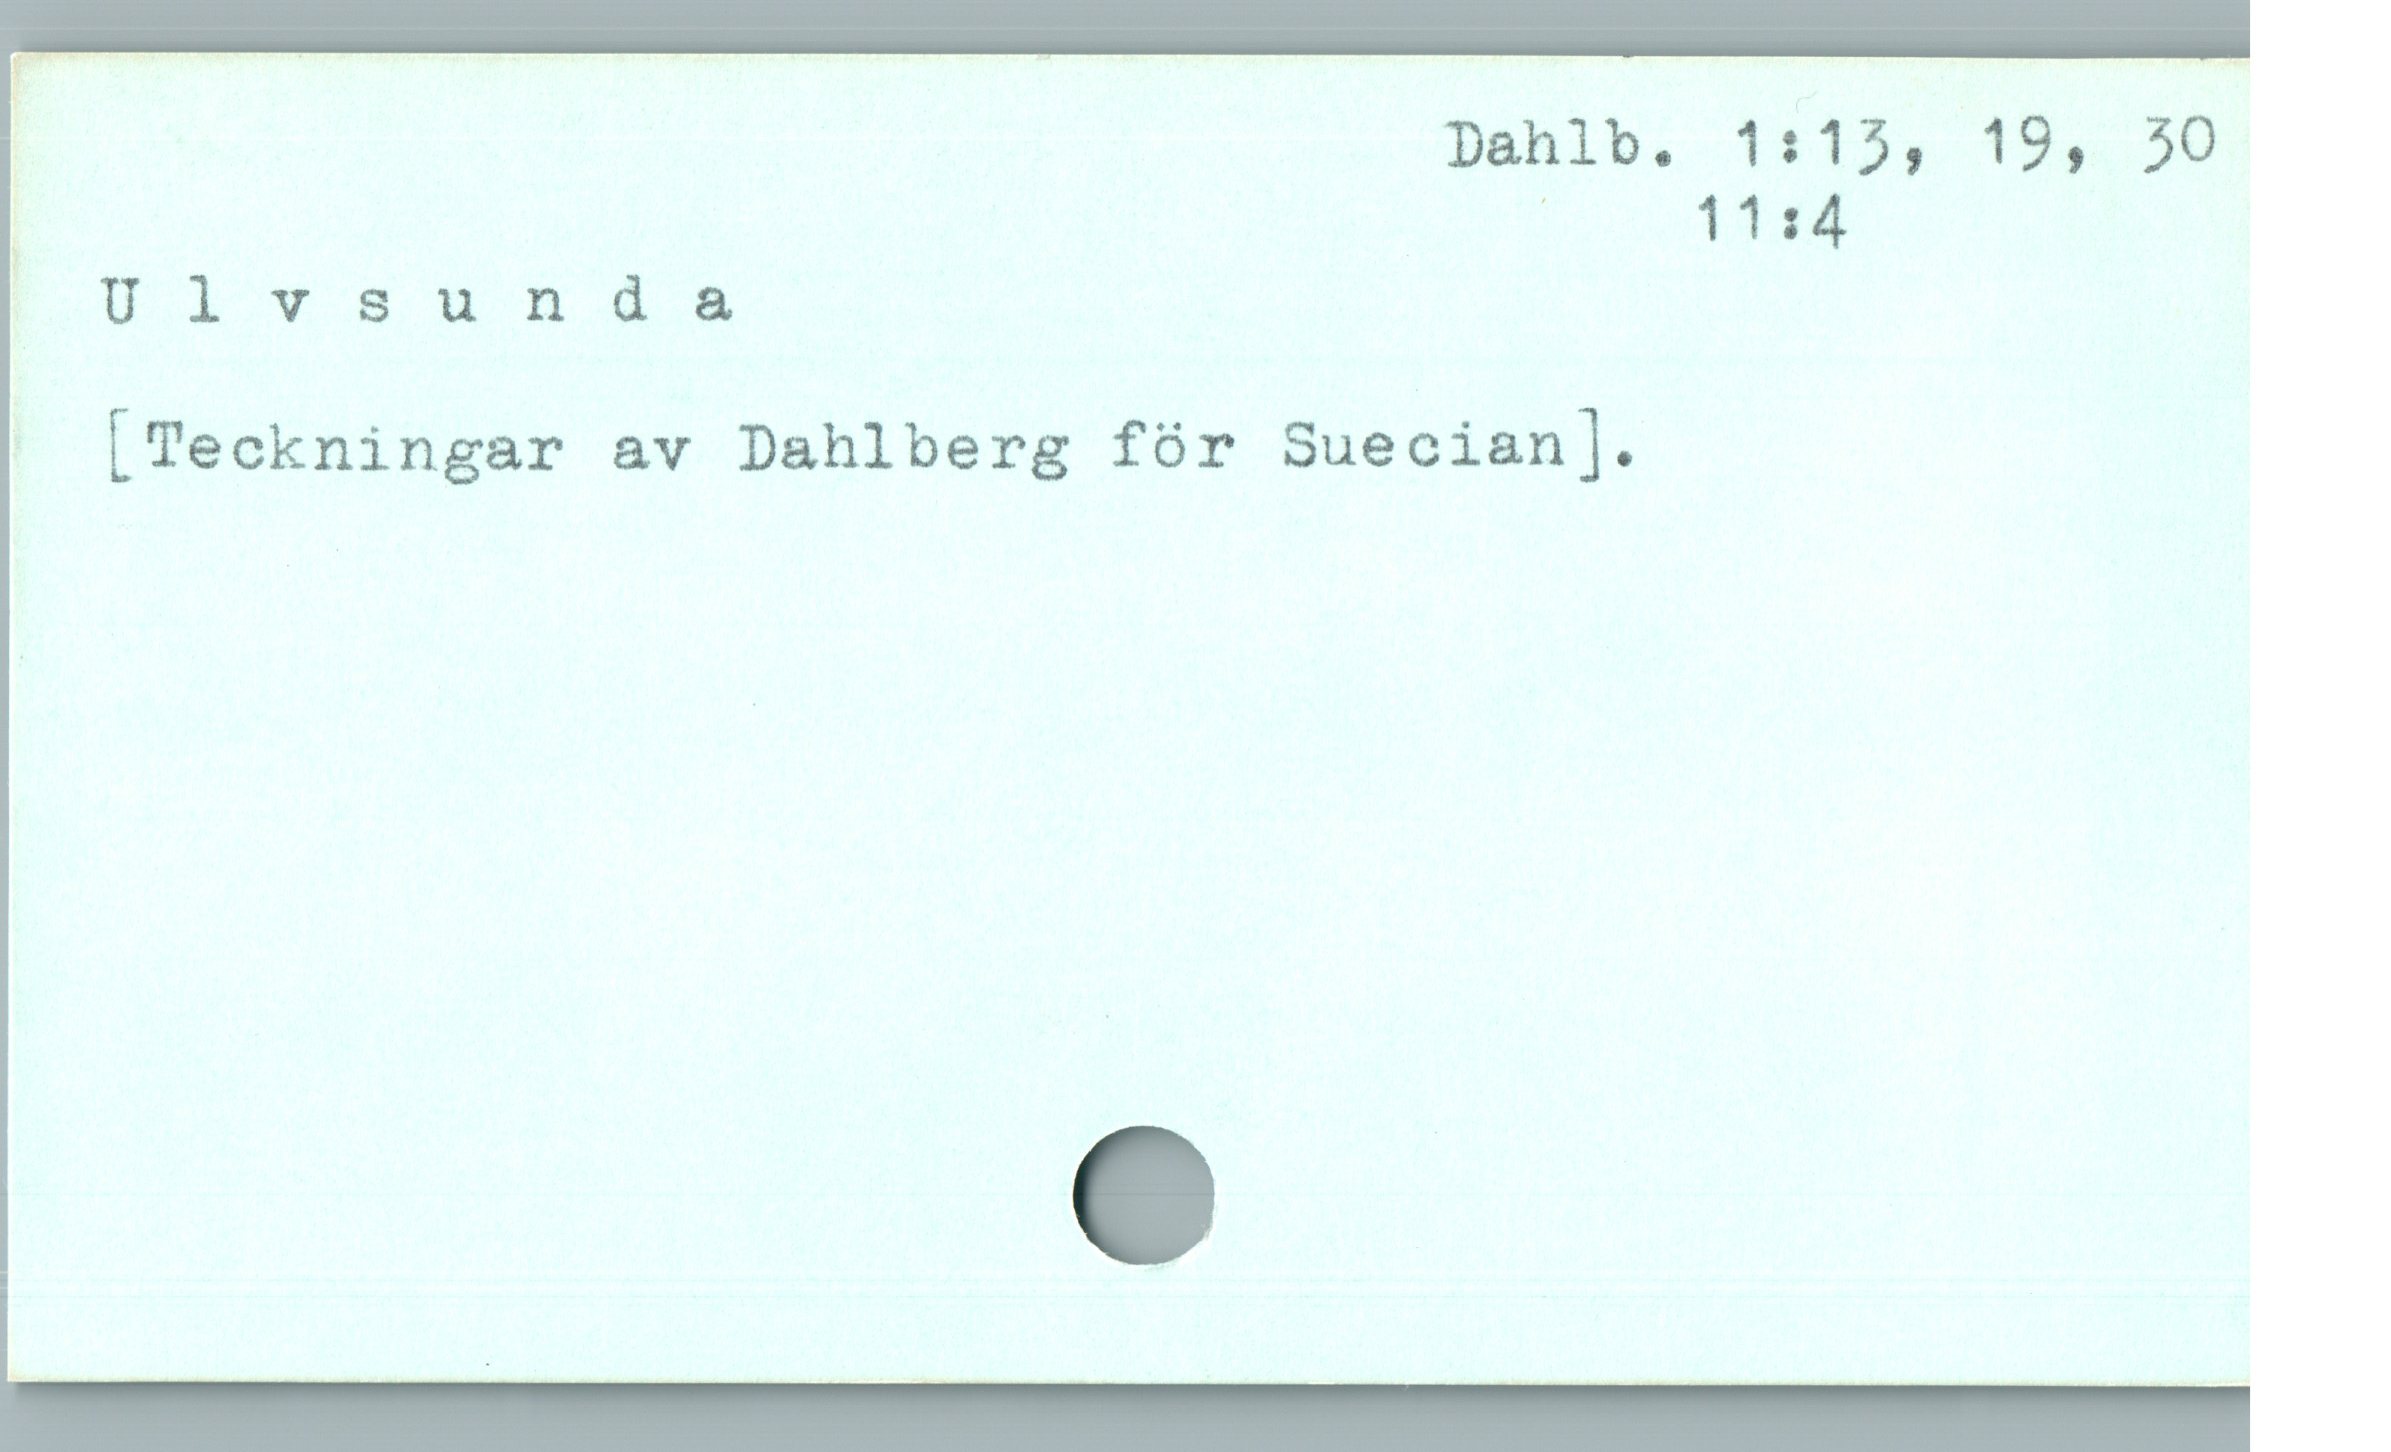 Dahlb. 1:13, 19, 30
11:4
U l v s u n d a
[Teckningar av Dahlberg för Suecian].